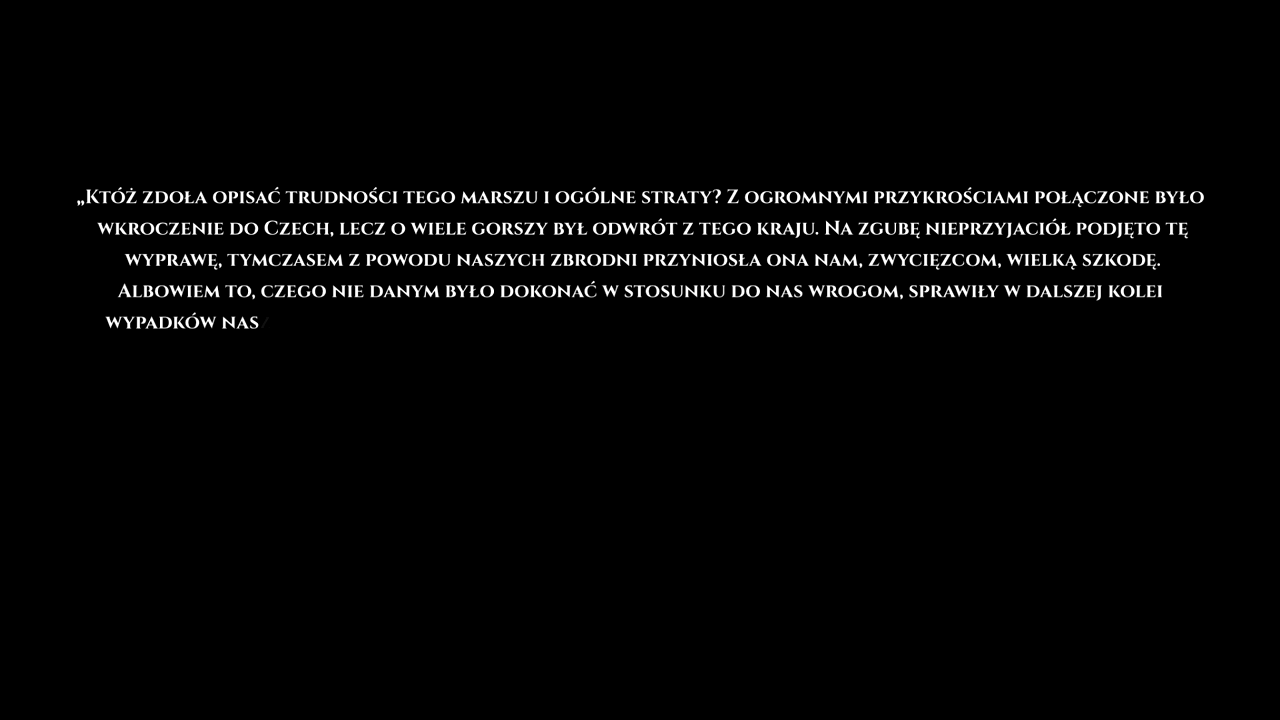 „Któż zdoła opisać trudności tego marszu i ogólne straty? Z ogromnymi przykrościami połączone było
wkroczenie do Czech, lecz o wiele gorszy był odwrót z tego kraju. Na zgubę nieprzyjaciół podjęto tę
wyprawę, tymczasem z powodu naszych zbrodni przyniosła ona nam, zwycięzcom, wielką szkodę.
Albowiem to, czego nie danym było dokonać w stosunku do nas wrogom, sprawiły w dalszej kolei
wypadków nas